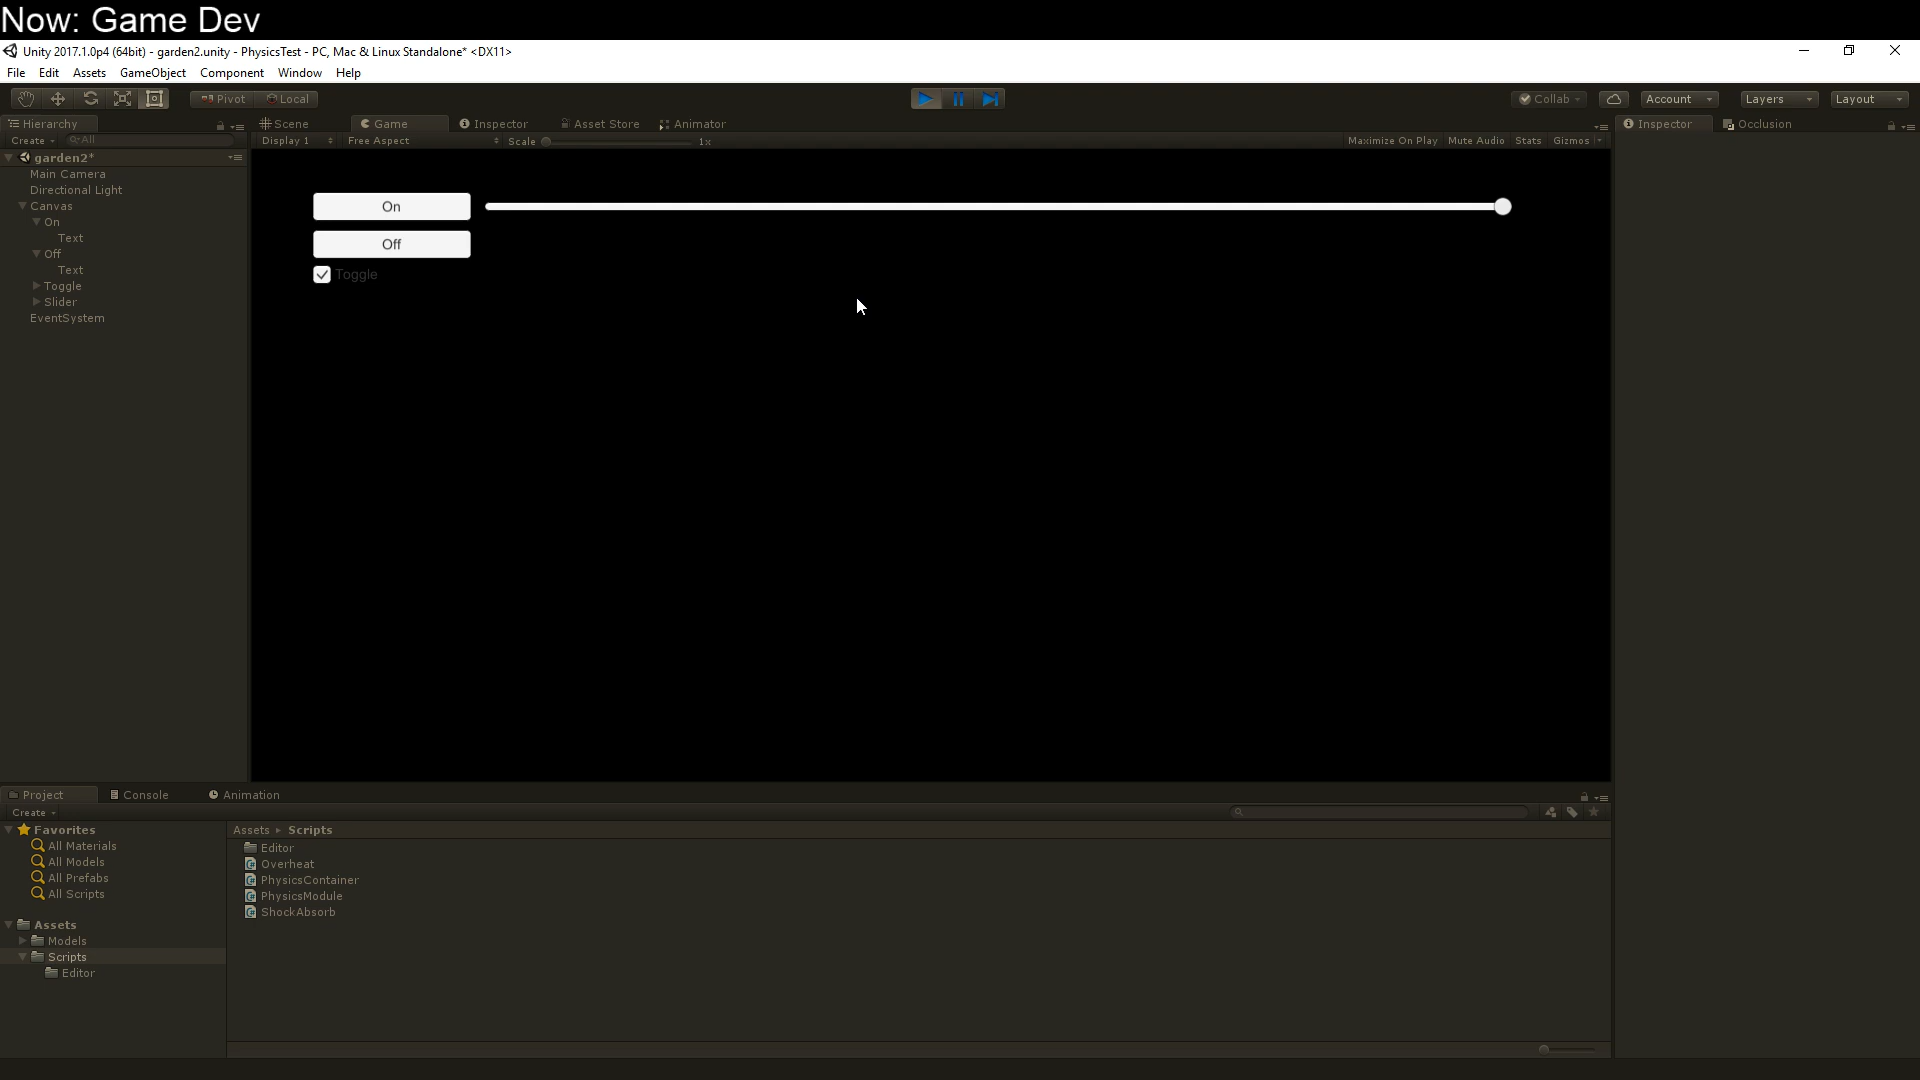 Now: Game Dev
Unity 2017.1.0p4 (64bit) - garden2.unity - PhysicsTest - PC, Mac & Linux Standalone* <DX11>
File Edit Assets GameObject Component Window Help
Pivot Local Collab Account Layers Layout
Hierarchy Scene Game Inspector Asset Store Animator Inspector Occlusion
Create All Display 1 Free Aspect Scale 1x Maximize On Play Mute Audio Stats Gizmos
garden2*
Main Camera
Directional Light
Canvas
On
Text
Off
Text
Toggle
Slider
EventSystem
On
Off
Toggle
Project Console Animation
Create
Favorites
All Materials
All Models
All Prefabs
All Scripts
Assets
Models
Scripts
Editor
Assets Scripts
Editor
Overheat
PhysicsContainer
PhysicsModule
ShockAbsorb